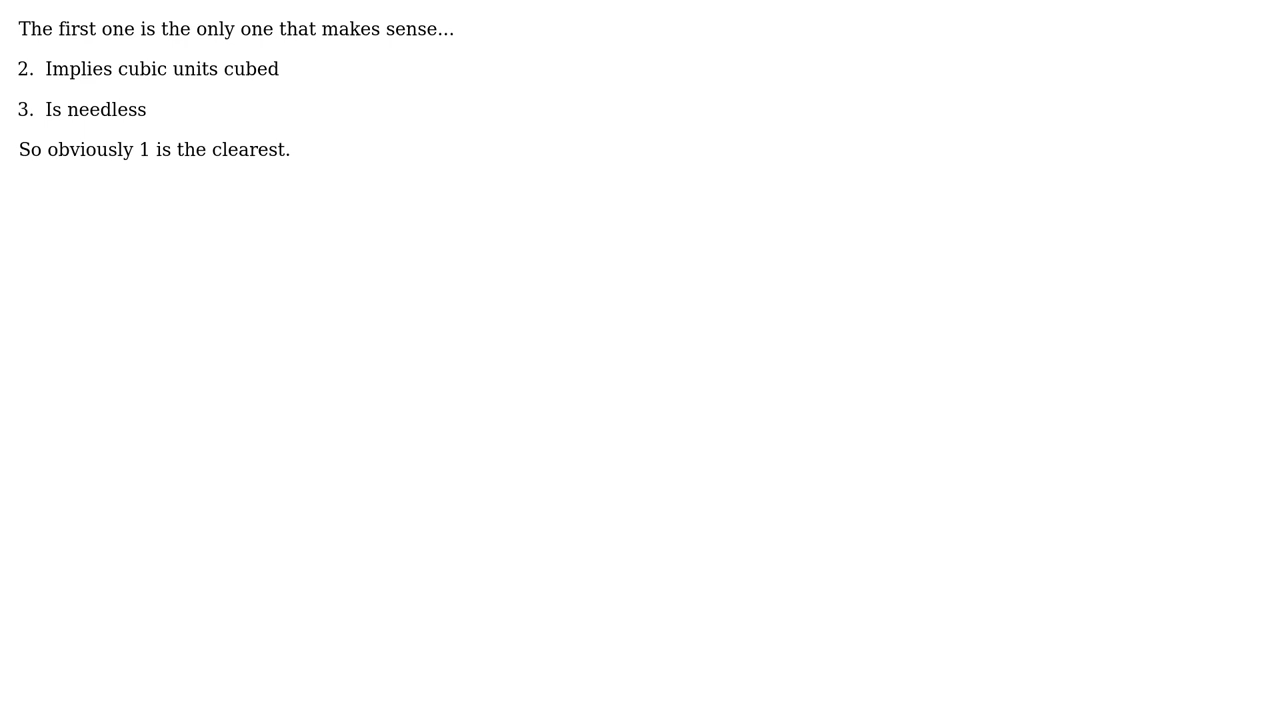 The first one is the only one that makes sense...
2. Implies cubic units cubed
3. Is needless
So obviously 1 is the clearest.